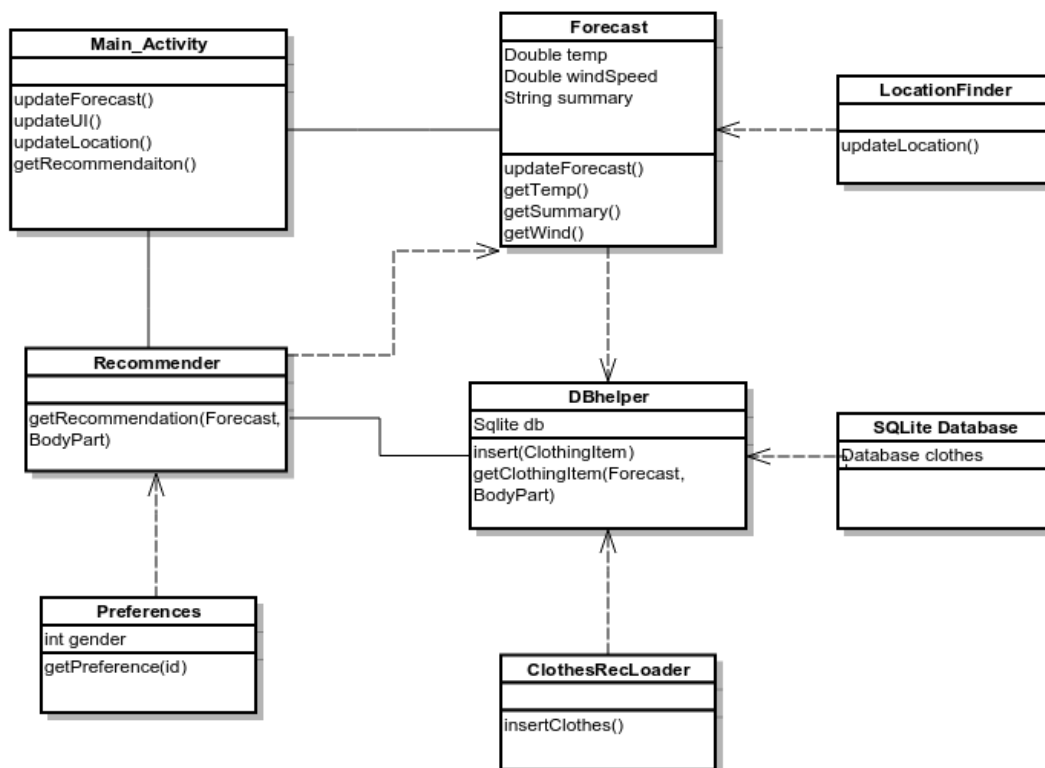 Main_Activity
updateForecast()
updateUI()
updateLocation()
getRecommendaiton()
Forecast
Double temp
Double windSpeed
String summary
updateForecast()
getTemp()
getSummary()
getWind()
LocationFinder
updateLocation()
Recommender
getRecommendation(Forecast,
BodyPart)
DBhelper
Sqlite db
insert(ClothingItem)
getClothingItem(Forecast,
BodyPart)
SQLite Database
Database clothes
Preferences
int gender
getPreference(id)
ClothesRecLoader
insertClothes()